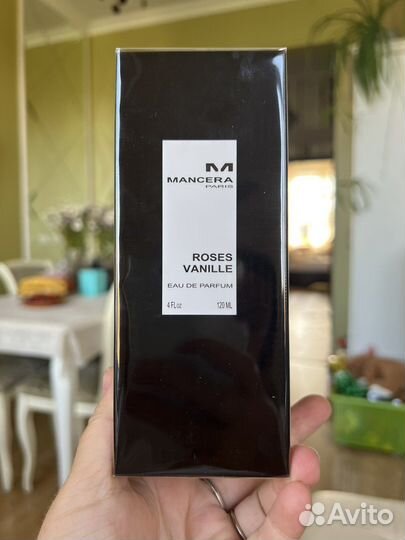 M
MANCERA
PARIS
ROSES
VANILLE
EAU DE PARFUM
4 FL oz 120 ML
Avito